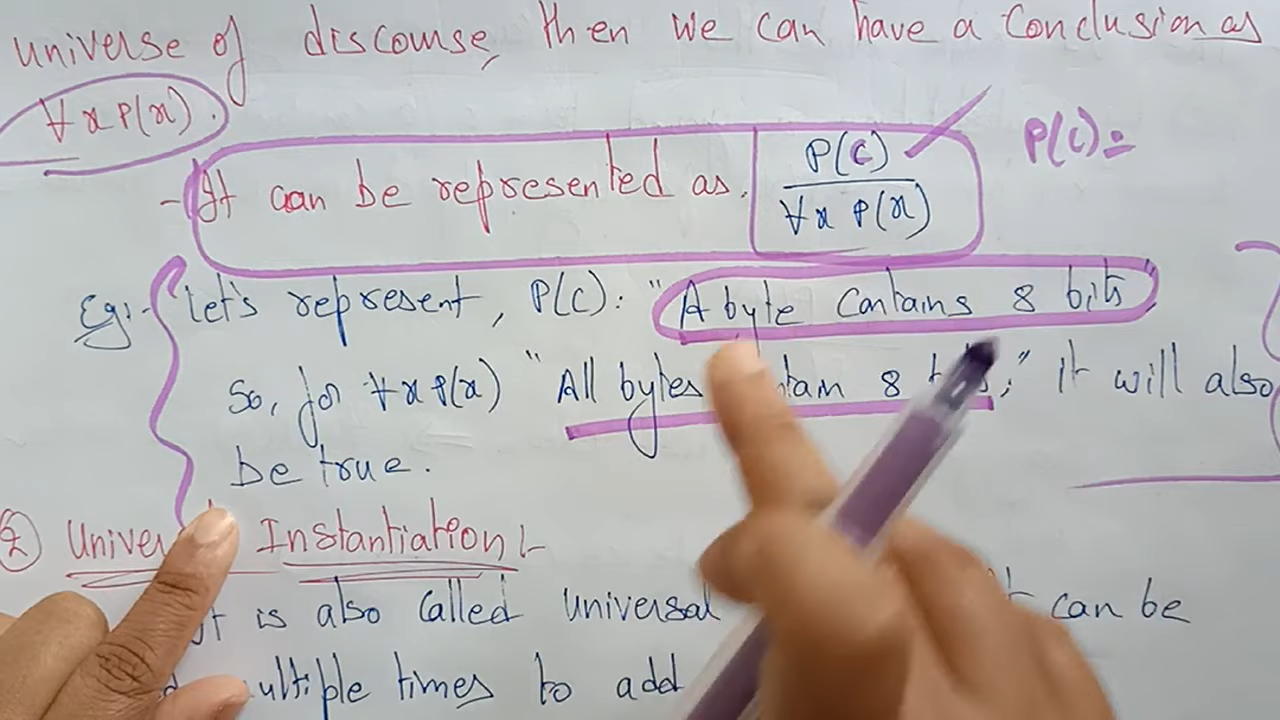 universe of discourse, then we can have a conclusion as
∀x P(x).
P(c)=
- It can be represented as. P(c)
∀x P(x)
Eg:- "Let's represent, P(c): "A byte contains 8 bits"
So, for ∀x P(x) "All bytes 8 ," it will also
be true.
② Instantiation:-
It is also called universal can be
multiple times to add